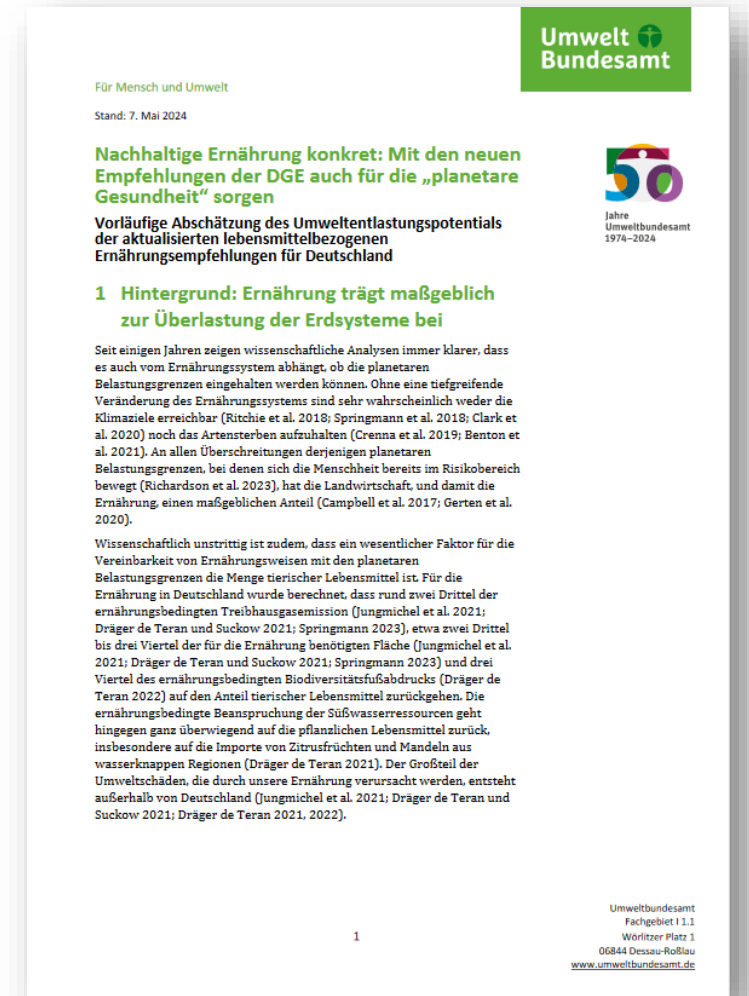 Umwelt
Bundesamt
Für Mensch und Umwelt
Stand: 7. Mai 2024
Nachhaltige Ernährung konkret: Mit den neuen
Empfehlungen der DGE auch für die „planetare
Gesundheit“ sorgen
Vorläufige Abschätzung des Umweltentlastungspotentials
der aktualisierten lebensmittelbezogenen
Ernährungsempfehlungen für Deutschland
50
Jahre
Umweltbundesamt
1974–2024
1 Hintergrund: Ernährung trägt maßgeblich
zur Überlastung der Erdsysteme bei
Seit einigen Jahren zeigen wissenschaftliche Analysen immer klarer, dass
es auch vom Ernährungssystem abhängt, ob die planetaren
Belastungsgrenzen eingehalten werden können. Ohne eine tiefgreifende
Veränderung des Ernährungssystems sind sehr wahrscheinlich weder die
Klimaziele erreichbar (Ritchie et al. 2018; Springmann et al. 2018; Clark et
al. 2020) noch das Artensterben aufzuhalten (Crenna et al. 2019; Benton et
al. 2021). An allen Überschreitungen derjenigen planetaren
Belastungsgrenzen, bei denen sich die Menschheit bereits im Risikobereich
bewegt (Richardson et al. 2023), hat die Landwirtschaft, und damit die
Ernährung, einen maßgeblichen Anteil (Campbell et al. 2017; Gerten et al.
2020).
Wissenschaftlich unstrittig ist zudem, dass ein wesentlicher Faktor für die
Vereinbarkeit von Ernährungsweisen mit den planetaren
Belastungsgrenzen die Menge tierischer Lebensmittel ist. Für die
Ernährung in Deutschland wurde berechnet, dass rund zwei Drittel der
ernährungsbedingten Treibhausgasemission (Jungmichel et al. 2021;
Dräger de Teran und Suckow 2021; Springmann 2023), etwa zwei Drittel
bis drei Viertel der für die Ernährung benötigten Fläche (Jungmichel et al.
2021; Dräger de Teran und Suckow 2021; Springmann 2023) und drei
Viertel des ernährungsbedingten Biodiversitätsfußabdrucks (Dräger de
Teran 2022) auf den Anteil tierischer Lebensmittel zurückgehen. Die
ernährungsbedingte Beanspruchung der Süßwasserressourcen geht
hingegen ganz überwiegend auf die pflanzlichen Lebensmittel zurück,
insbesondere auf die Importe von Zitrusfrüchten und Mandeln aus
wasserknappen Regionen (Dräger de Teran 2021). Der Großteil der
Umweltschäden, die durch unsere Ernährung verursacht werden, entsteht
außerhalb von Deutschland (Jungmichel et al. 2021; Dräger de Teran und
Suckow 2021; Dräger de Teran 2021, 2022).
1
Umweltbundesamt
Fachgebiet I 1.1
Wörlitzer Platz 1
06844 Dessau-Roßlau
www.umweltbundesamt.de